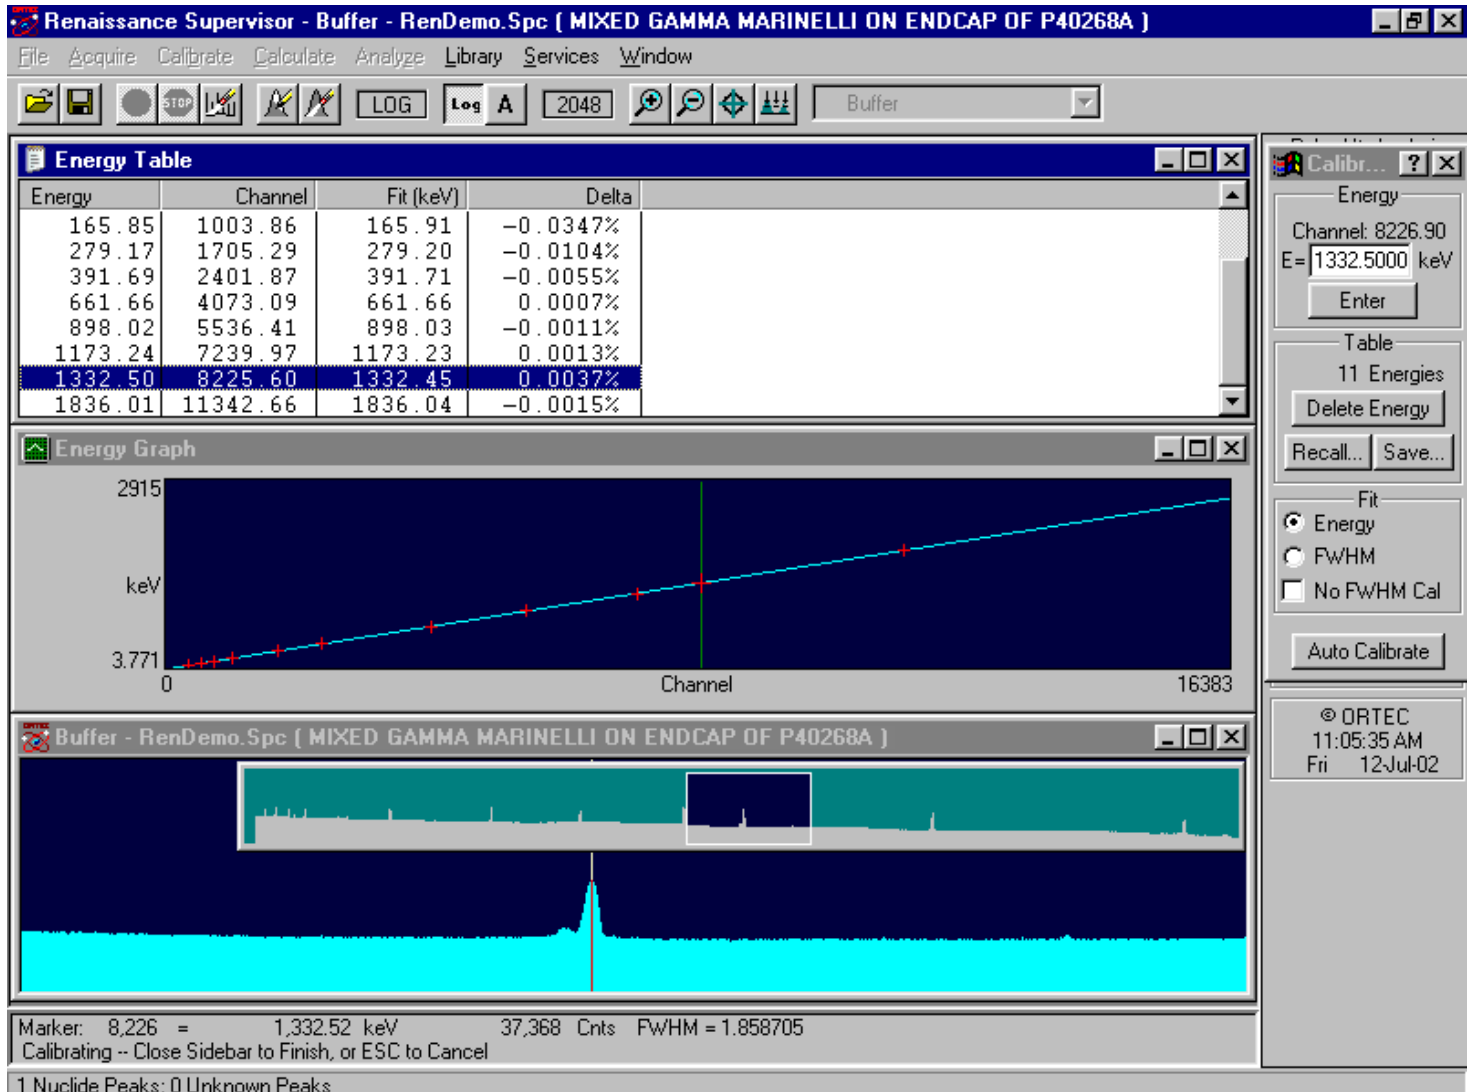 Renaissance Supervisor - Buffer - RenDemo.Spc ( MIXED GAMMA MARINELLI ON ENDCAP OF P40268A )
File Acquire Calibrate Calculate Analyze Library Services Window
STOP LOG Log A 2048 Buffer
Energy Table
Energy Channel Fit (keV) Delta
165.85 1003.86 165.91 -0.0347%
279.17 1705.29 279.20 -0.0104%
391.69 2401.87 391.71 -0.0055%
661.66 4073.09 661.66 0.0007%
898.02 5536.41 898.03 -0.0011%
1173.24 7239.97 1173.23 0.0013%
1332.50 8225.60 1332.45 0.0037%
1836.01 11342.66 1836.04 -0.0015%
Energy Graph
2915
keV
3.771
0 Channel 16383
ORTEC
Buffer - RenDemo.Spc ( MIXED GAMMA MARINELLI ON ENDCAP OF P40268A )
Marker: 8,226 = 1,332.52 keV 37,368 Cnts FWHM = 1.858705
Calibrating -- Close Sidebar to Finish, or ESC to Cancel
1 Nuclide Peaks: 0 Unknown Peaks
Calibr... ?
Energy
Channel: 8226.90
E= 1332.5000 keV
Enter
Table
11 Energies
Delete Energy
Recall... Save...
Fit
Energy
FWHM
No FWHM Cal
Auto Calibrate
© ORTEC
11:05:35 AM
Fri 12-Jul-02